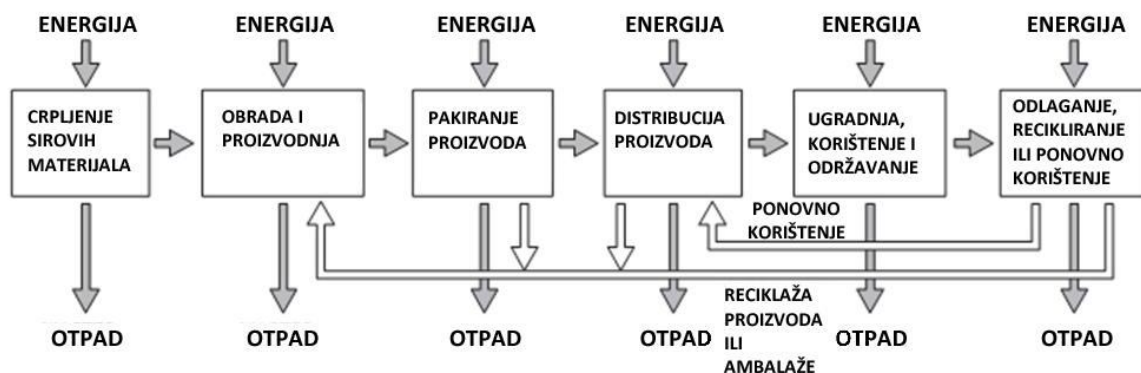 ENERGIJA ENERGIJA ENERGIJA ENERGIJA ENERGIJA ENERGIJA
CRPLJENJE
SIROVIH
MATERIJALA
OBRADA I
PROIZVODNJA
PAKIRANJE
PROIZVODA
DISTRIBUCIJA
PROIZVODA
UGRADNJA,
KORIŠTENJE I
ODRŽAVANJE
ODLAGANJE,
RECIKLIRANJE
ILI PONOVNO
KORIŠTENJE
PONOVNO
KORIŠTENJE
RECIKLAŽA
PROIZVODA
ILI
AMBALAŽE
OTPAD OTPAD OTPAD OTPAD OTPAD OTPAD